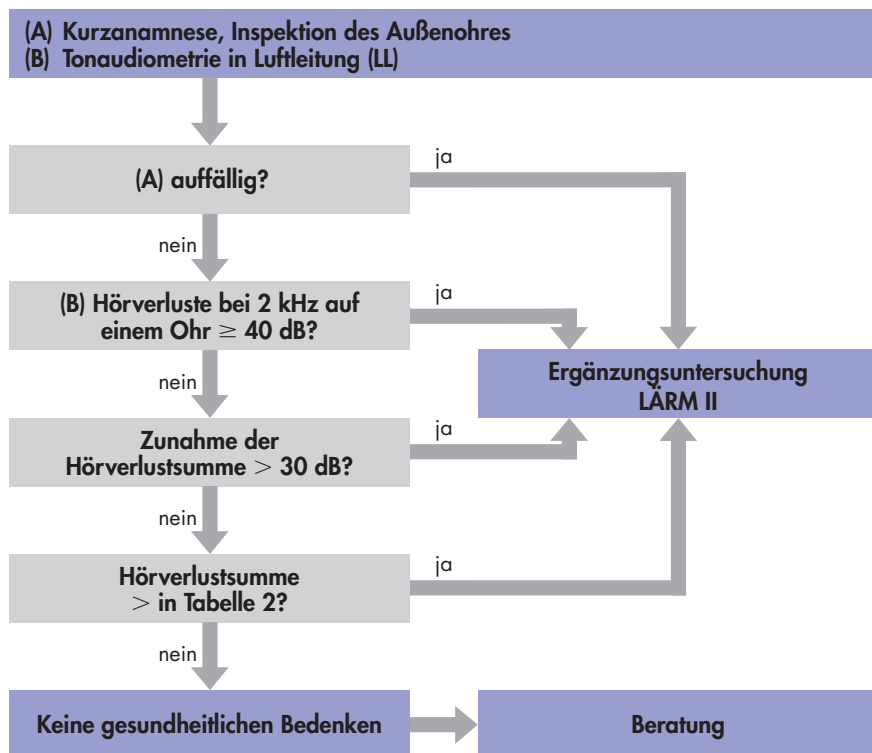 (A) Kurzanamnese, Inspektion des Außenohres
(B) Tonaudiometrie in Luftleitung (LL)
(A) auffällig?
ja
nein
(B) Hörverluste bei 2 kHz auf
einem Ohr ≥ 40 dB?
ja
nein
Ergänzungsuntersuchung
LÄRM II
Zunahme der
Hörverlustsumme > 30 dB?
ja
nein
Hörverlustsumme
> in Tabelle 2?
ja
nein
Keine gesundheitlichen Bedenken
Beratung